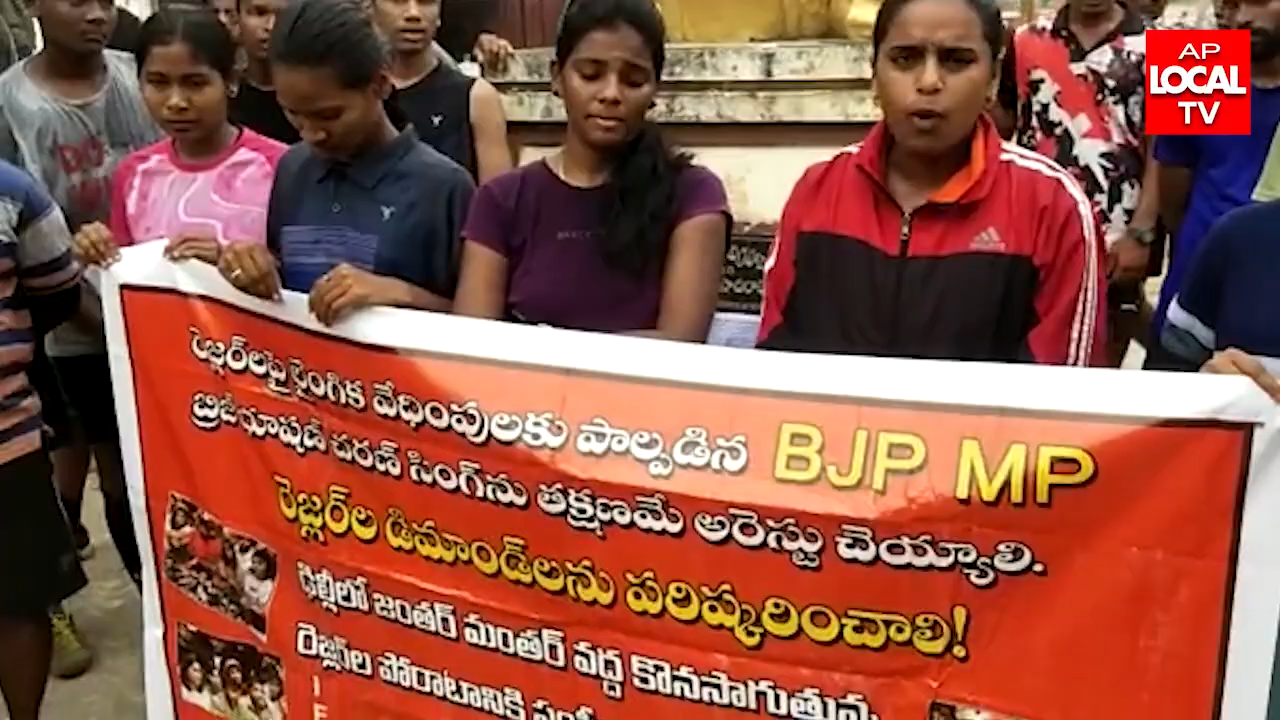 AP
LOCAL
TV
రెజ్లర్‌లపై లైంగిక వేధింపులకు పాల్పడిన BJP MP
బ్రిజ్‌భూషణ్ చరణ్ సింగ్‌ను తక్షణమే అరెస్టు చెయ్యాలి.
రెజ్లర్‌ల డిమాండ్‌లను పరిష్కరించాలి!
ఢిల్లీలో జంతర్ మంతర్ వద్ద కొనసాగుతున్న
రెజ్లర్‌ల పోరాటానికి